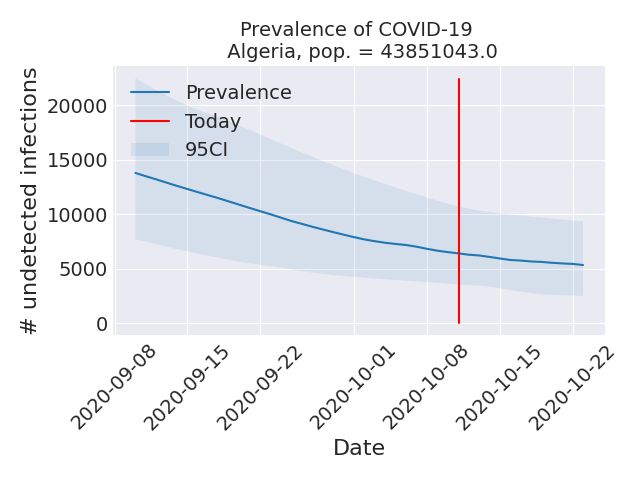 Prevalence of COVID-19
Algeria, pop. = 43851043.0
# undetected infections
20000
15000
10000
5000
0
Prevalence
Today
95CI
2020-09-08
2020-09-15
2020-09-22
2020-10-01
2020-10-08
2020-10-15
2020-10-22
Date